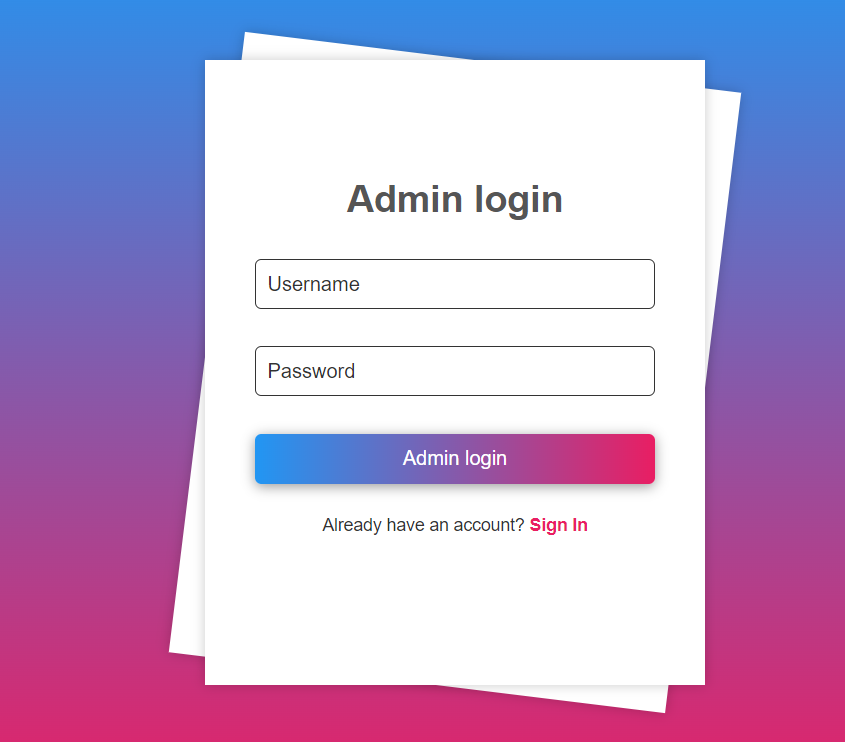 Admin login
Username
Password
Admin login
Already have an account? Sign In